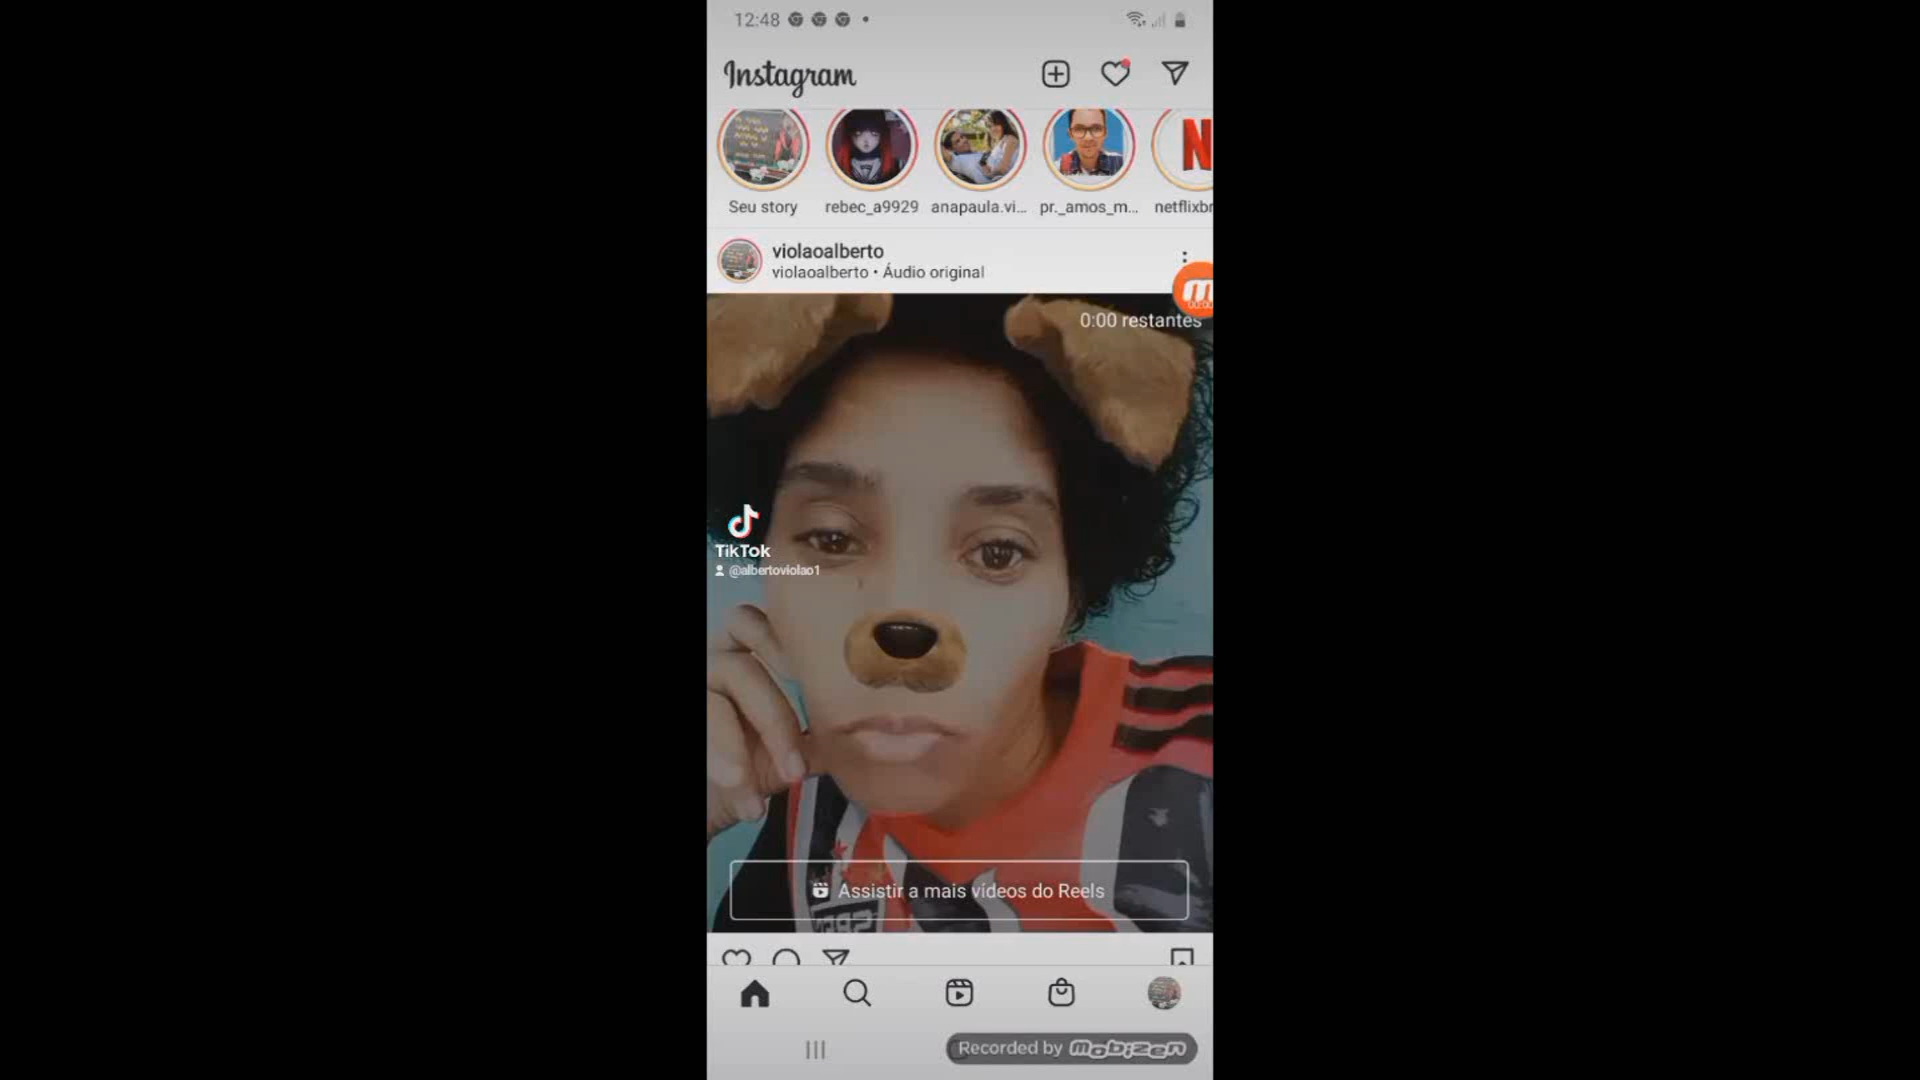 12:48
Instagram
Seu story
rebec_a9929
anapaula.vi...
pr._amos_m...
netflixbr
violaoalberto
violaoalberto • Áudio original
0:00 restantes
TikTok
@albertoviolao1
Assistir a mais vídeos do Reels
Recorded by mobizen